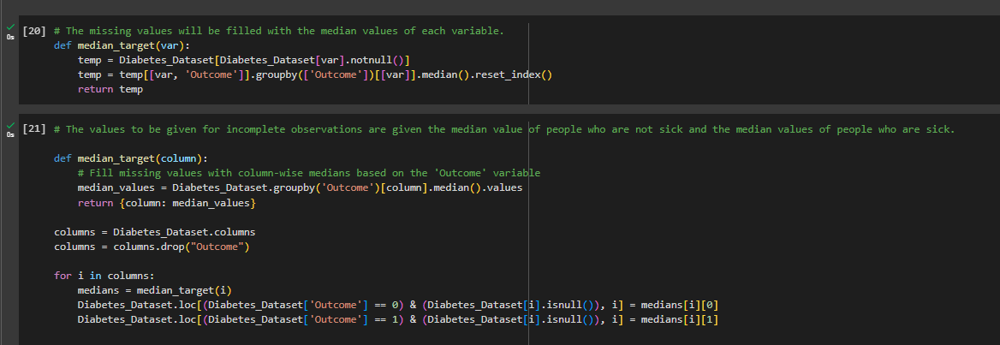 [20] # The missing values will be filled with the median values of each variable.
0s
def median_target(var):
    temp = Diabetes_Dataset[Diabetes_Dataset[var].notnull()]
    temp = temp[[var, 'Outcome']].groupby(['Outcome'])[[var]].median().reset_index()
    return temp
[21] # The values to be given for incomplete observations are given the median value of people who are not sick and the median values of people who are sick.
0s
def median_target(column):
    # Fill missing values with column-wise medians based on the 'Outcome' variable
    median_values = Diabetes_Dataset.groupby('Outcome')[column].median().values
    return {column: median_values}
columns = Diabetes_Dataset.columns
columns = columns.drop("Outcome")
for i in columns:
    medians = median_target(i)
    Diabetes_Dataset.loc[(Diabetes_Dataset['Outcome'] == 0) & (Diabetes_Dataset[i].isnull()), i] = medians[i][0]
    Diabetes_Dataset.loc[(Diabetes_Dataset['Outcome'] == 1) & (Diabetes_Dataset[i].isnull()), i] = medians[i][1]